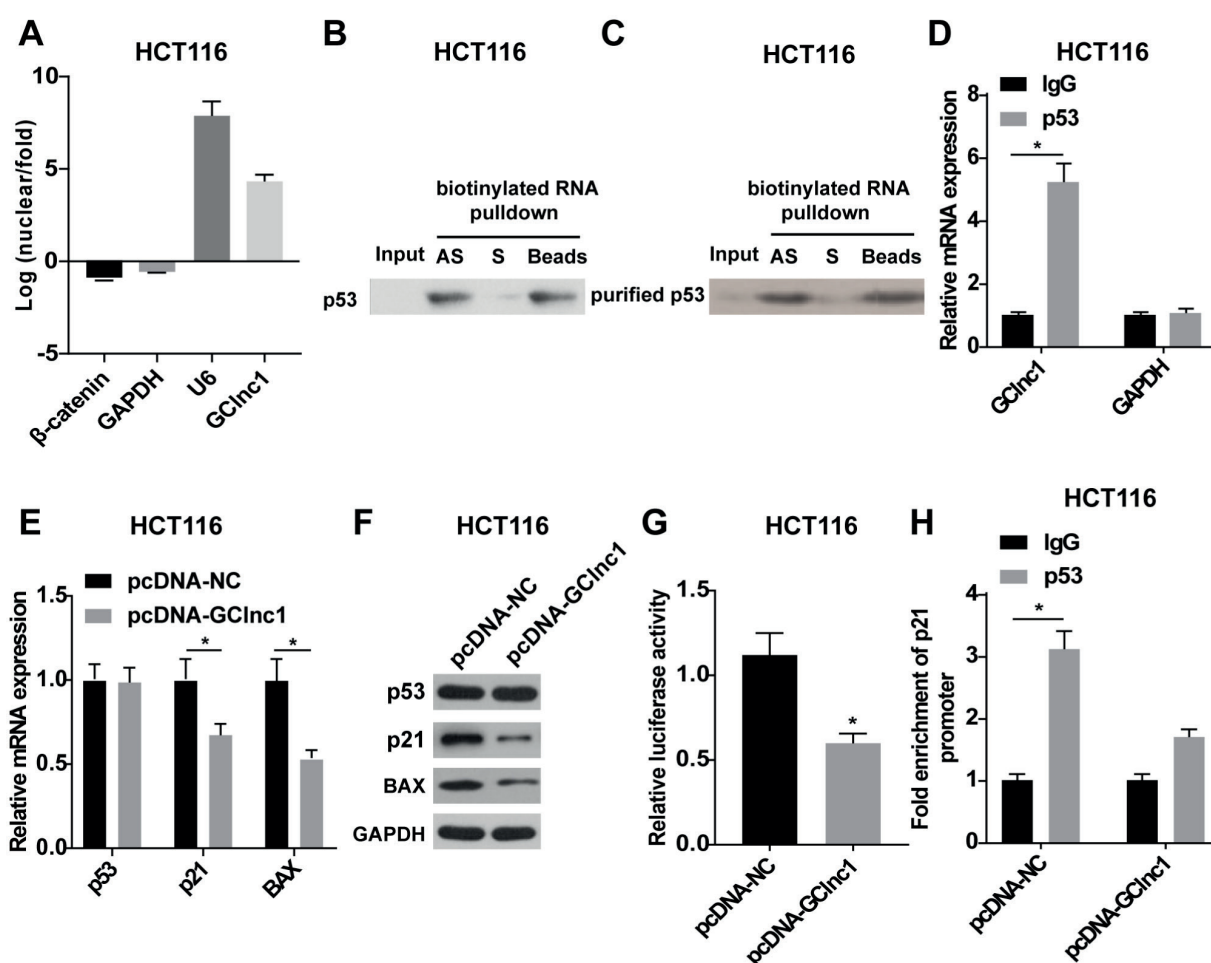 A
HCT116
Log (nuclear/fold)
10
5
0
-5
β-catenin
GAPDH
U6
GClnc1
B
HCT116
biotinylated RNA
pulldown
Input AS S Beads
p53
C
HCT116
biotinylated RNA
pulldown
Input AS S Beads
purified p53
D
HCT116
IgG
p53
Relative mRNA expression
8
6
4
2
0
*
GClnc1
GAPDH
E
HCT116
pcDNA-NC
pcDNA-GClnc1
Relative mRNA expression
1.5
1.0
0.5
0.0
*
*
p53
p21
BAX
F
HCT116
pcDNA-NC
pcDNA-GClnc1
p53
p21
BAX
GAPDH
G
HCT116
Relative luciferase activity
1.5
1.0
0.5
0.0
*
pcDNA-NC
pcDNA-GClnc1
H
HCT116
IgG
p53
Fold enrichment of p21
promoter
4
3
2
1
0
*
pcDNA-NC
pcDNA-GClnc1